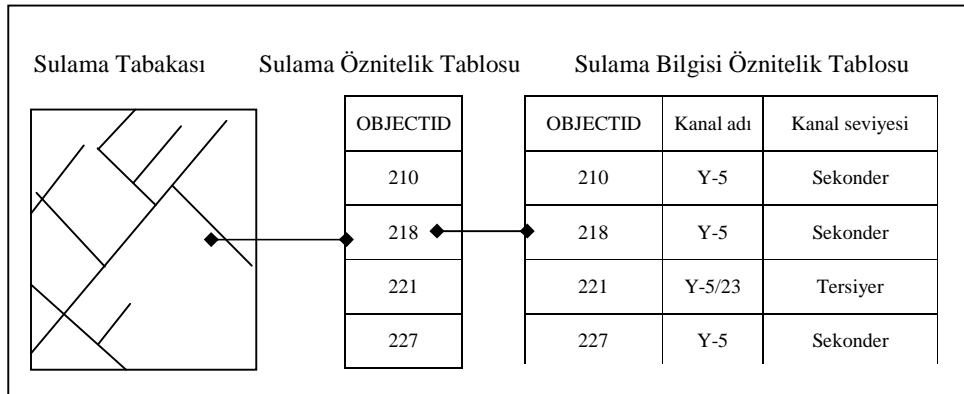 Sulama Tabakası Sulama Öznitelik Tablosu Sulama Bilgisi Öznitelik Tablosu
OBJECTID OBJECTID Kanal adı Kanal seviyesi
210 210 Y-5 Sekonder
218 218 Y-5 Sekonder
221 221 Y-5/23 Tersiyer
227 227 Y-5 Sekonder